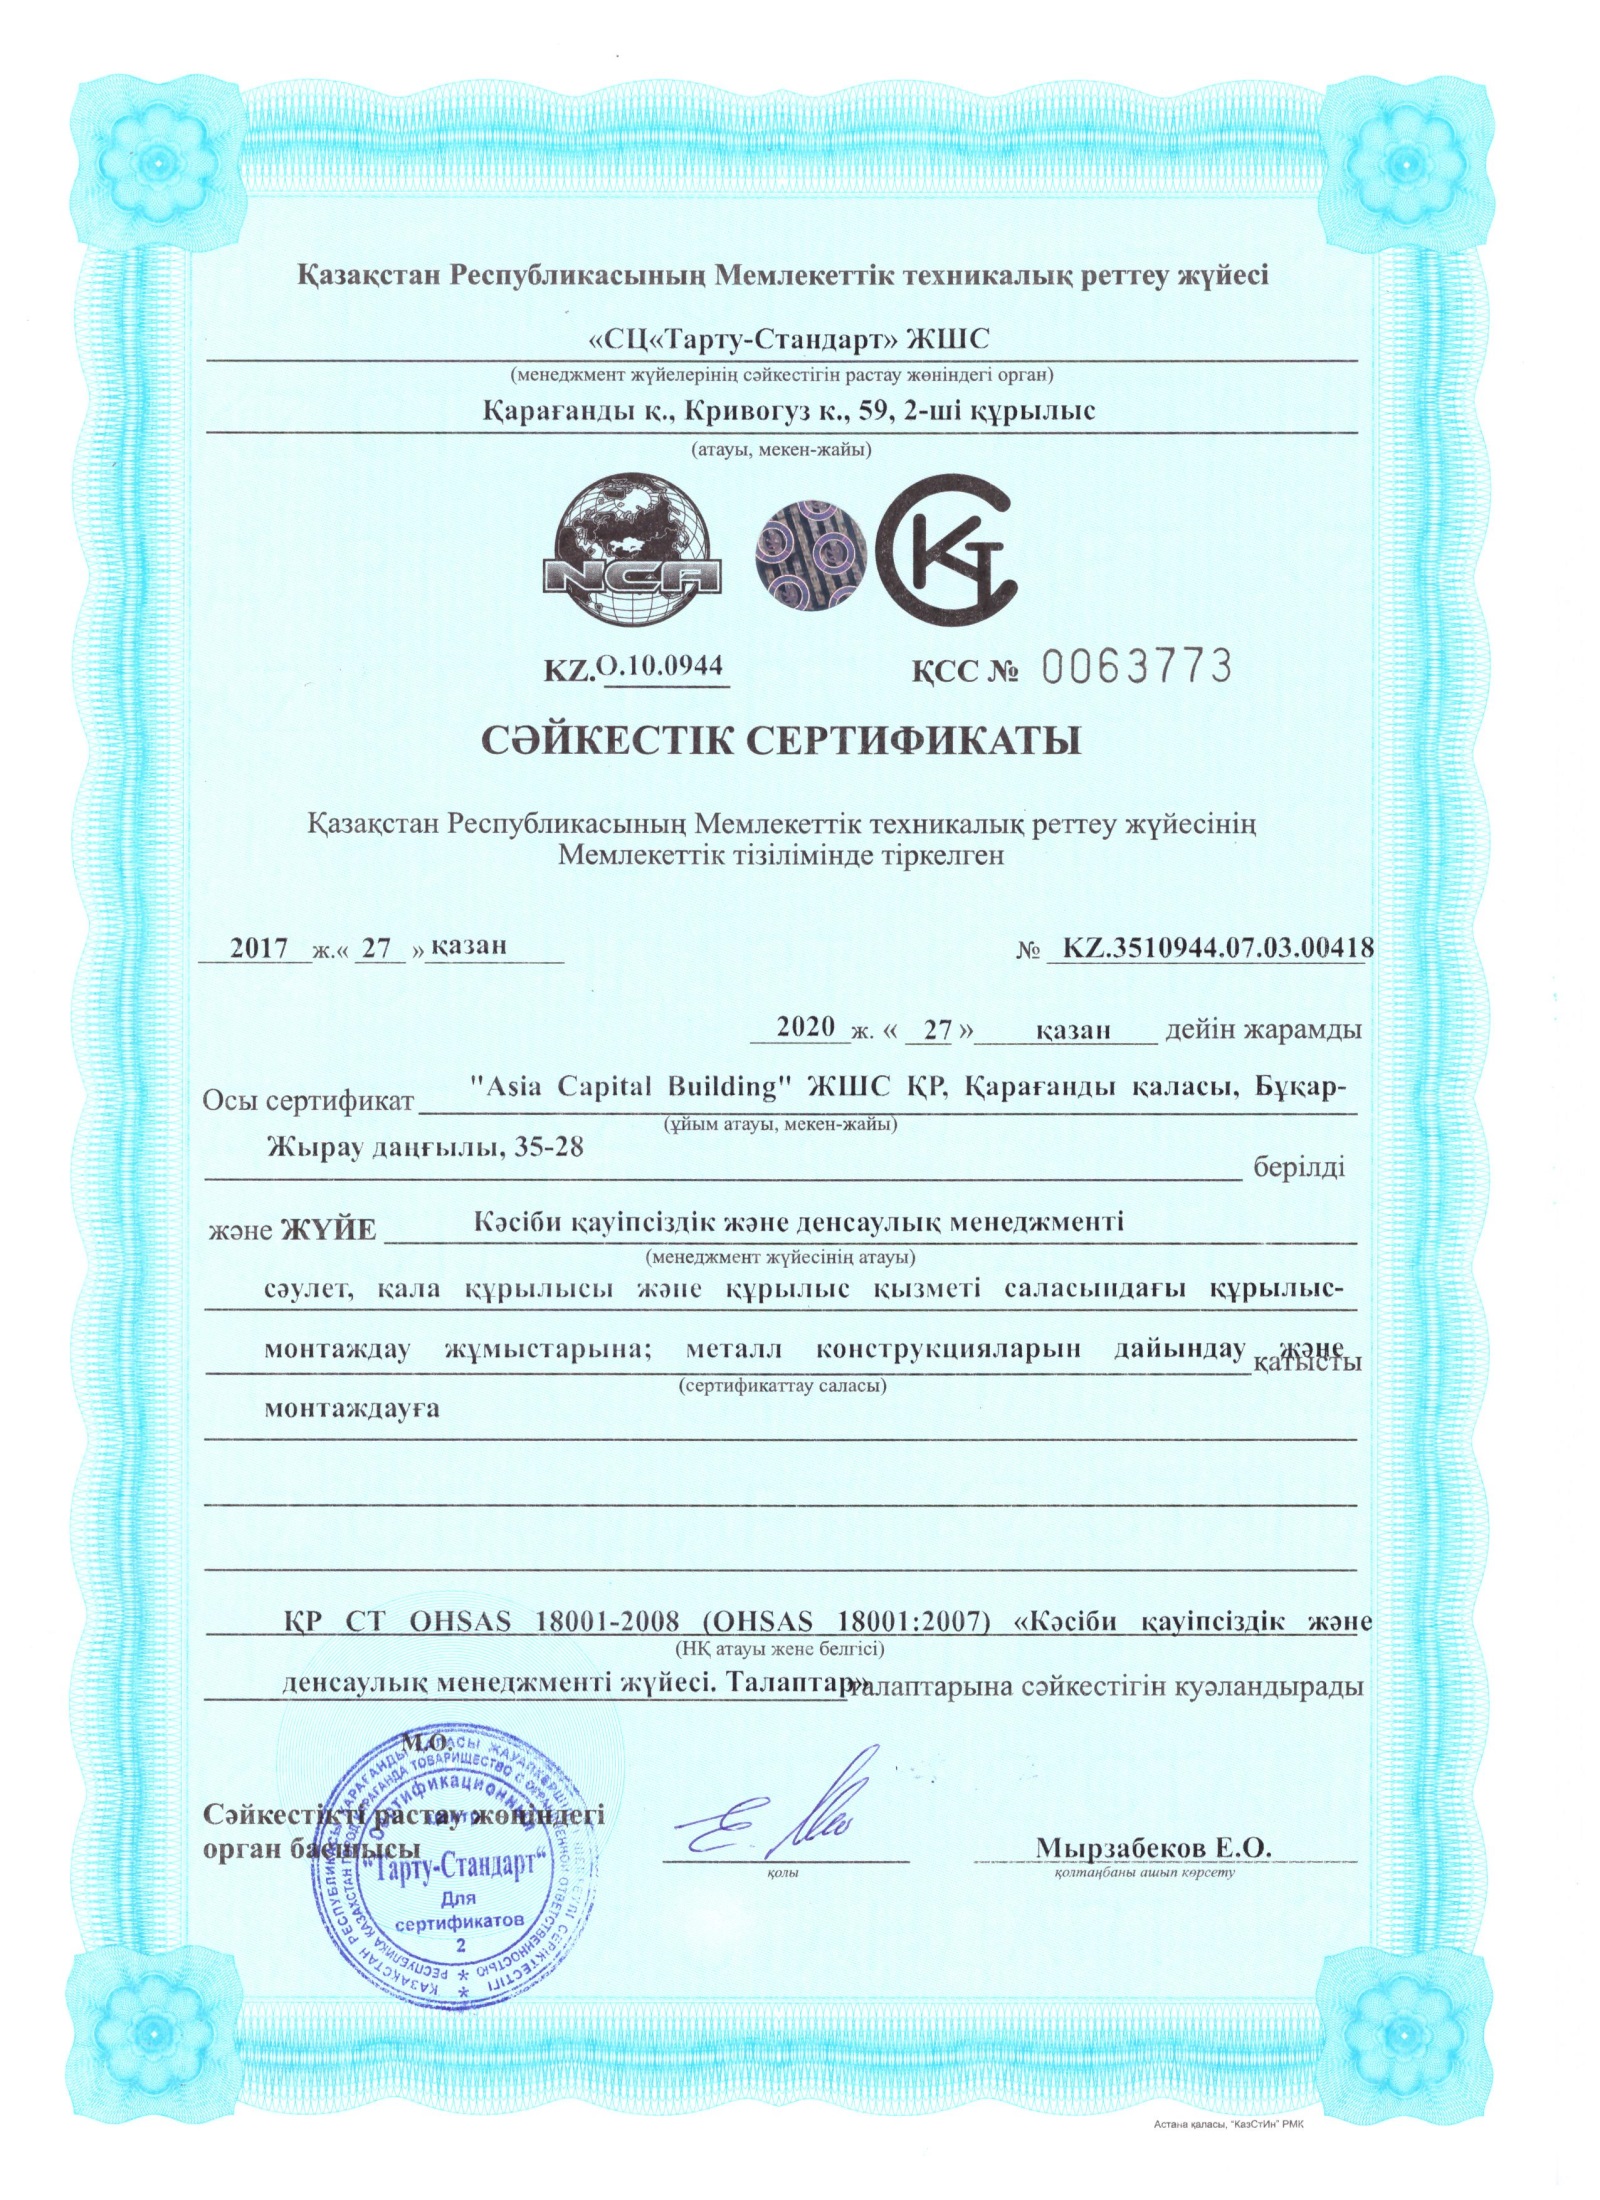 Қазақстан Республикасының Мемлекеттік техникалық реттеу жүйесі
«СЦ«Тарту-Стандарт» ЖШС
(менеджмент жүйелерінің сәйкестігін растау жөніндегі орган)
Қарағанды қ., Кривогуз к., 59, 2-ші құрылыс
(атауы, мекен-жайы)
NCA
KZ.О.10.0944
ҚСС № 0063773
СӘЙКЕСТІК СЕРТИФИКАТЫ
Қазақстан Республикасының Мемлекеттік техникалық реттеу жүйесінің
Мемлекеттік тізілімінде тіркелген
2017 ж.« 27 » қазан № KZ.3510944.07.03.00418
2020 ж. « 27 » қазан дейін жарамды
Осы сертификат "Asia Capital Building" ЖШС ҚР, Қарағанды қаласы, Бұқар-
(ұйым атауы, мекен-жайы)
Жырау даңғылы, 35-28 берілді
және ЖҮЙЕ Кәсіби қауіпсіздік және денсаулық менеджменті
(менеджмент жүйесінің атауы)
сәулет, қала құрылысы және құрылыс қызметі саласындағы құрылыс-
монтаждау жұмыстарына; металл конструкцияларын дайындау және қатысты
(сертификаттау саласы)
монтаждауға
ҚР СТ OHSAS 18001-2008 (OHSAS 18001:2007) «Кәсіби қауіпсіздік және
(НҚ атауы жене белгісі)
денсаулық менеджменті жүйесі. Талаптар» талаптарына сәйкестігін куәландырады
М.О.
Сәйкестікті растау жөніндегі
орган басшысы
Мырзабеков Е.О.
қолы
қолтаңбаны ашып көрсету
Сертификационный
центр
"Тарту-Стандарт"
Для
сертификатов
2
Астана қаласы, "КазСтИн" РМК